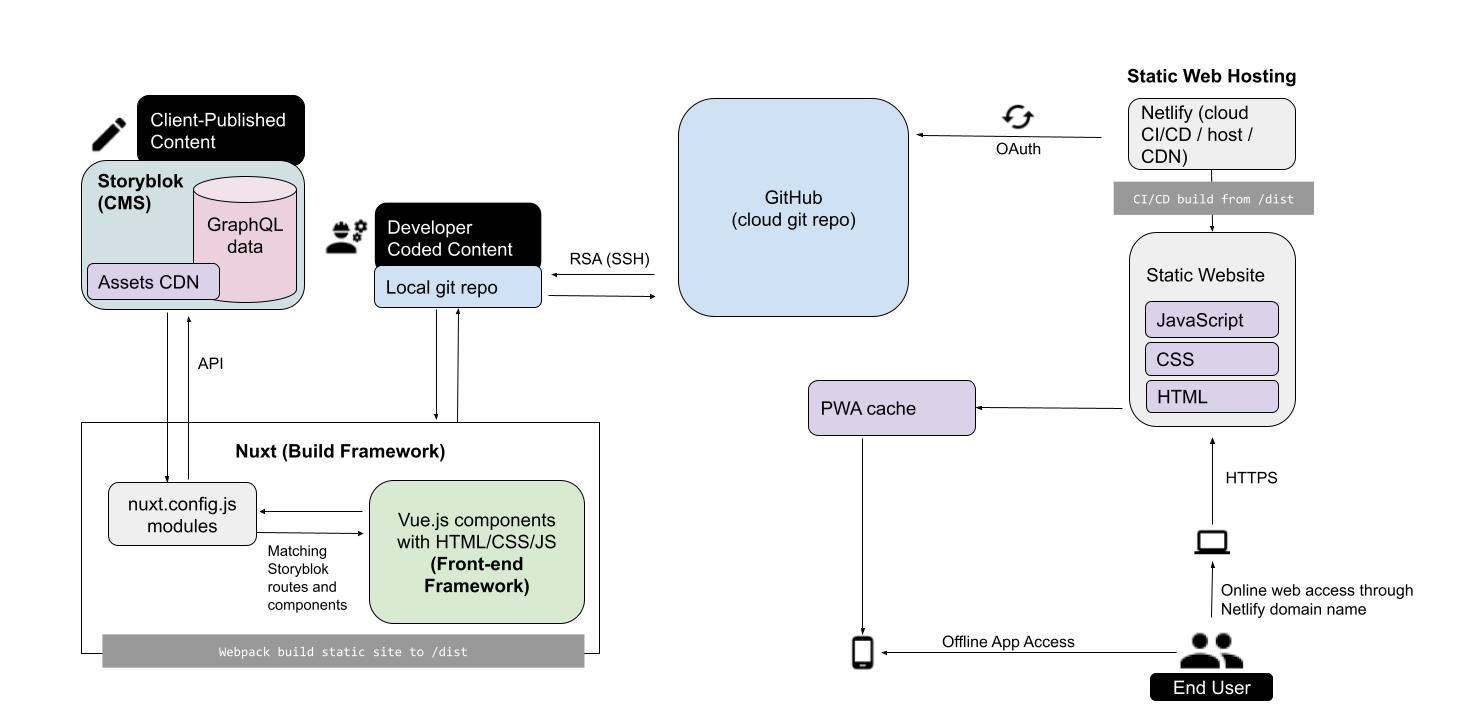 Static Web Hosting
Client-Published
Content
Storyblok
(CMS)
GraphQL
data
Assets CDN
Developer
Coded Content
Local git repo
RSA (SSH)
GitHub
(cloud git repo)
OAuth
Netlify (cloud
CI/CD / host /
CDN)
CI/CD build from /dist
Static Website
JavaScript
CSS
HTML
API
PWA cache
Nuxt (Build Framework)
nuxt.config.js
modules
Matching
Storyblok
routes and
components
Vue.js components
with HTML/CSS/JS
(Front-end
Framework)
Webpack build static site to /dist
HTTPS
Online web access through
Netlify domain name
Offline App Access
End User